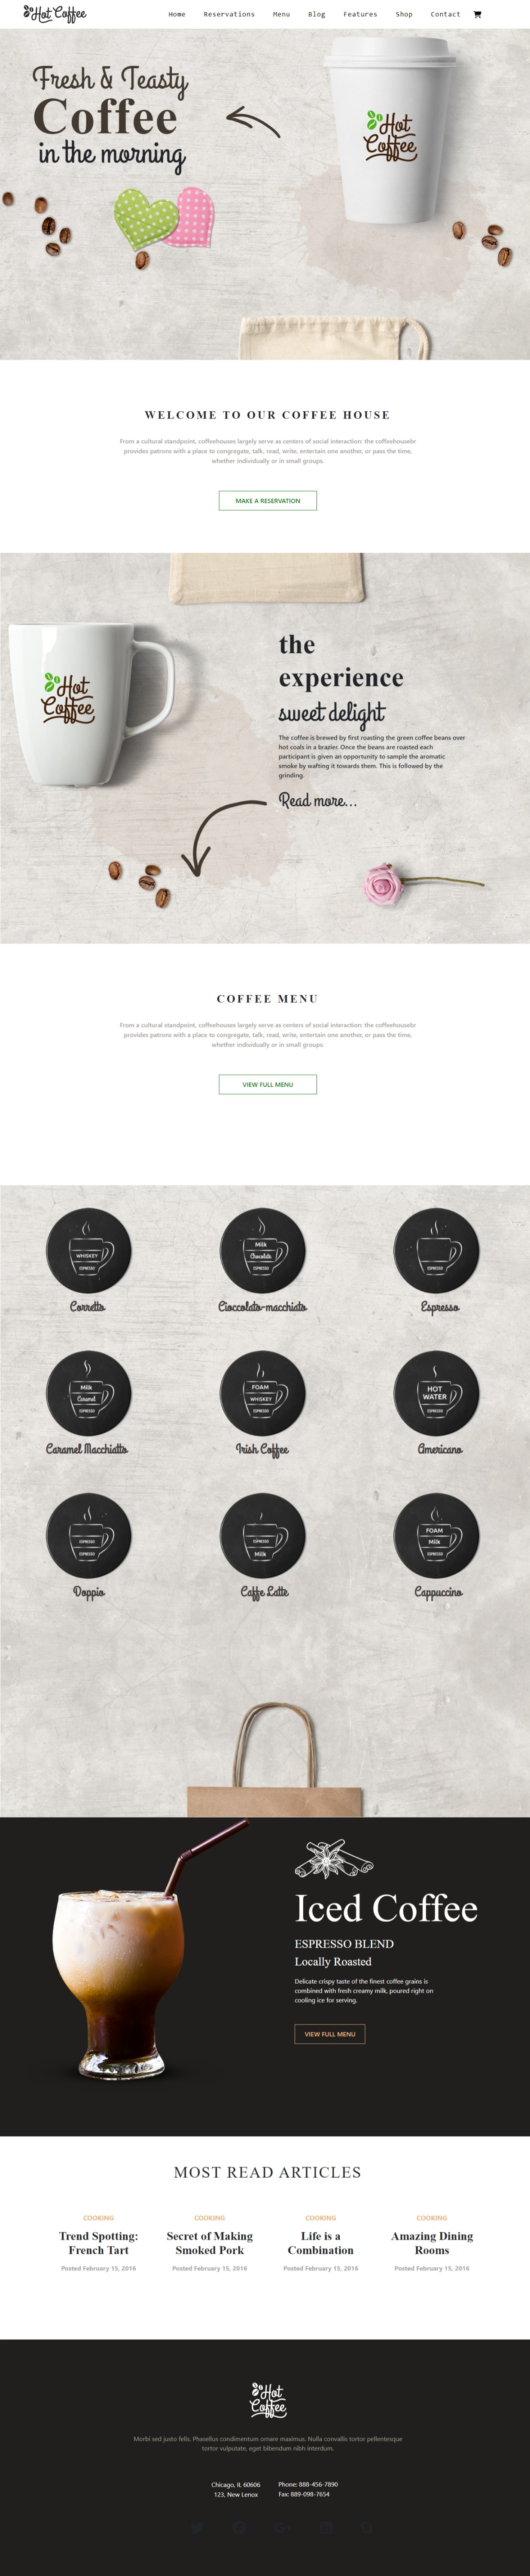 Hot Coffee
Home Reservations Menu Blog Features Shop Contact
Fresh & Teasty
Coffee
in the morning
Hot
Coffee
WELCOME TO OUR COFFEE HOUSE
From a cultural standpoint, coffeehouses largely serve as centers of social interaction: the coffeehousebr
provides patrons with a place to congregate, talk, read, write, entertain one another, or pass the time,
whether individually or in small groups.
MAKE A RESERVATION
Hot
Coffee
the
experience
sweet delight
The coffee is brewed by first roasting the green coffee beans over
hot coals in a brazier. Once the beans are roasted each
participant is given an opportunity to sample the aromatic
smoke by wafting it towards them. This is followed by the
grinding.
Read more...
COFFEE MENU
From a cultural standpoint, coffeehouses largely serve as centers of social interaction: the coffeehousebr
provides patrons with a place to congregate, talk, read, write, entertain one another, or pass the time,
whether individually or in small groups.
VIEW FULL MENU
WHISKEY
ESPRESSO
Corretto
Milk
Chocolate
ESPRESSO
Cioccolato-macchiato
ESPRESSO
Espresso
Milk
Caramel
ESPRESSO
Caramel Macchiatto
FOAM
WHISKEY
ESPRESSO
Irish Coffee
HOT
WATER
ESPRESSO
Americano
ESPRESSO
ESPRESSO
Doppio
ESPRESSO
Milk
Caffe Latte
FOAM
Milk
ESPRESSO
Cappuccino
Iced Coffee
ESPRESSO BLEND
Locally Roasted
Delicate crispy taste of the finest coffee grains is
combined with fresh creamy milk, poured right on
cooling ice for serving.
VIEW FULL MENU
MOST READ ARTICLES
COOKING
Trend Spotting:
French Tart
Posted February 15, 2016
COOKING
Secret of Making
Smoked Pork
Posted February 15, 2016
COOKING
Life is a
Combination
Posted February 15, 2016
COOKING
Amazing Dining
Rooms
Posted February 15, 2016
Hot
Coffee
Morbi sed justo felis. Phasellus condimentum ornare maximus. Nulla convallis tortor pellentesque
tortor vulputate, eget bibendum nibh interdum.
Chicago, IL 60606
123, New Lenox
Phone: 888-456-7890
Fax: 889-098-7654